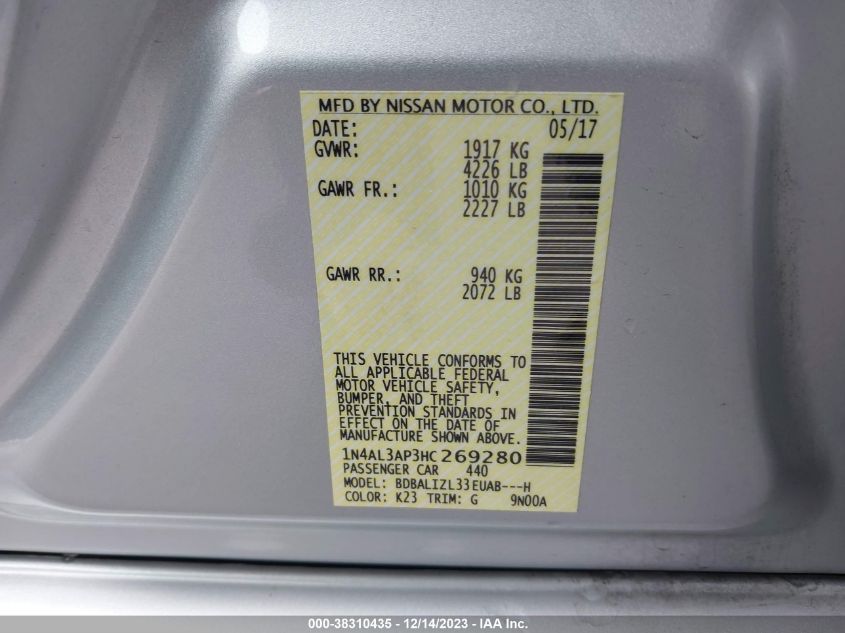 MFD BY NISSAN MOTOR CO., LTD.
DATE: 05/17
GVWR: 1917 KG
4226 LB
GAWR FR.: 1010 KG
2227 LB
GAWR RR.: 940 KG
2072 LB
THIS VEHICLE CONFORMS TO
ALL APPLICABLE FEDERAL
MOTOR VEHICLE SAFETY,
BUMPER, AND THEFT
PREVENTION STANDARDS IN
EFFECT ON THE DATE OF
MANUFACTURE SHOWN ABOVE.
1N4AL3AP3HC269280
PASSENGER CAR 440
MODEL: BDBALIZL33EUAB---H
COLOR: K23 TRIM: G 9N00A
000-38310435 - 12/14/2023 - IAA Inc.